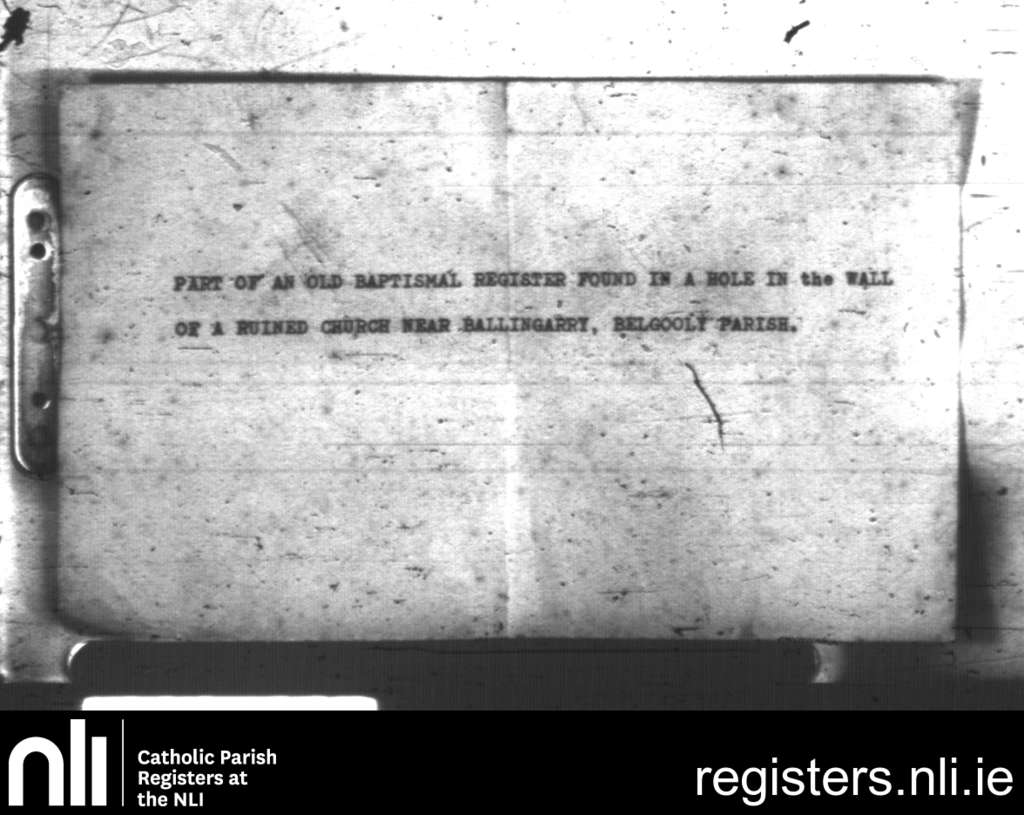 PART OF AN OLD BAPTISMAL REGISTER FOUND IN A HOLE IN the WALL
OF A RUINED CHURCH NEAR BALLINGARRY, BELGOOLY PARISH.
nli
Catholic Parish
Registers at
the NLI
registers.nli.ie